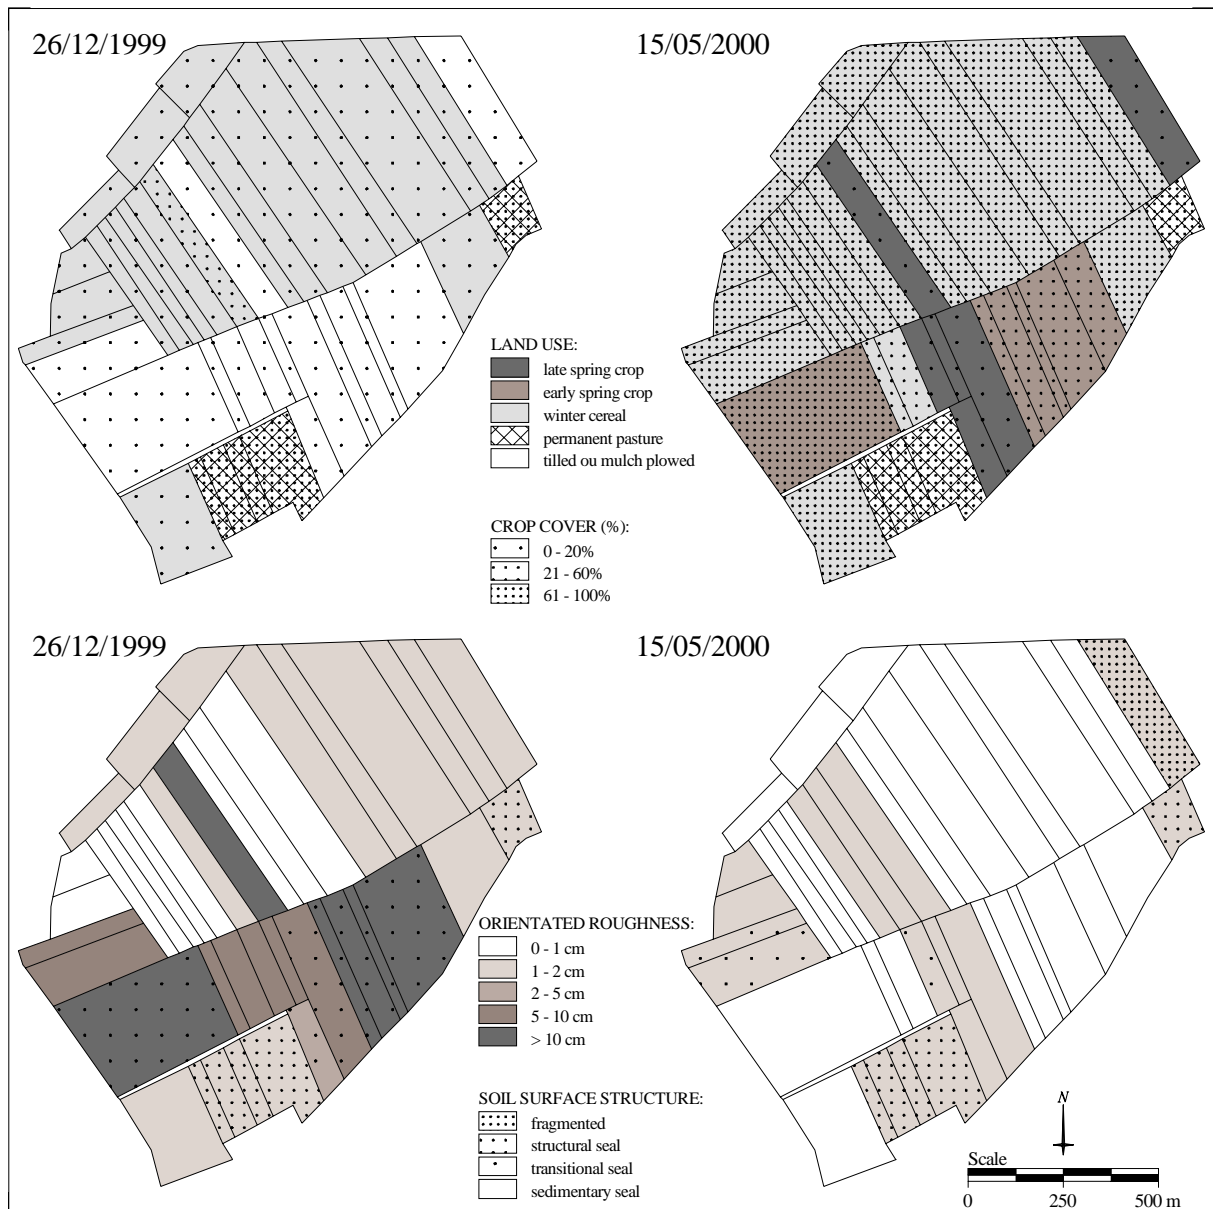 26/12/1999
15/05/2000
LAND USE:
late spring crop
early spring crop
winter cereal
permanent pasture
tilled ou mulch plowed
CROP COVER (%):
0 - 20%
21 - 60%
61 - 100%
26/12/1999
15/05/2000
ORIENTATED ROUGHNESS:
0 - 1 cm
1 - 2 cm
2 - 5 cm
5 - 10 cm
> 10 cm
SOIL SURFACE STRUCTURE:
fragmented
structural seal
transitional seal
sedimentary seal
N
Scale
0 250 500 m